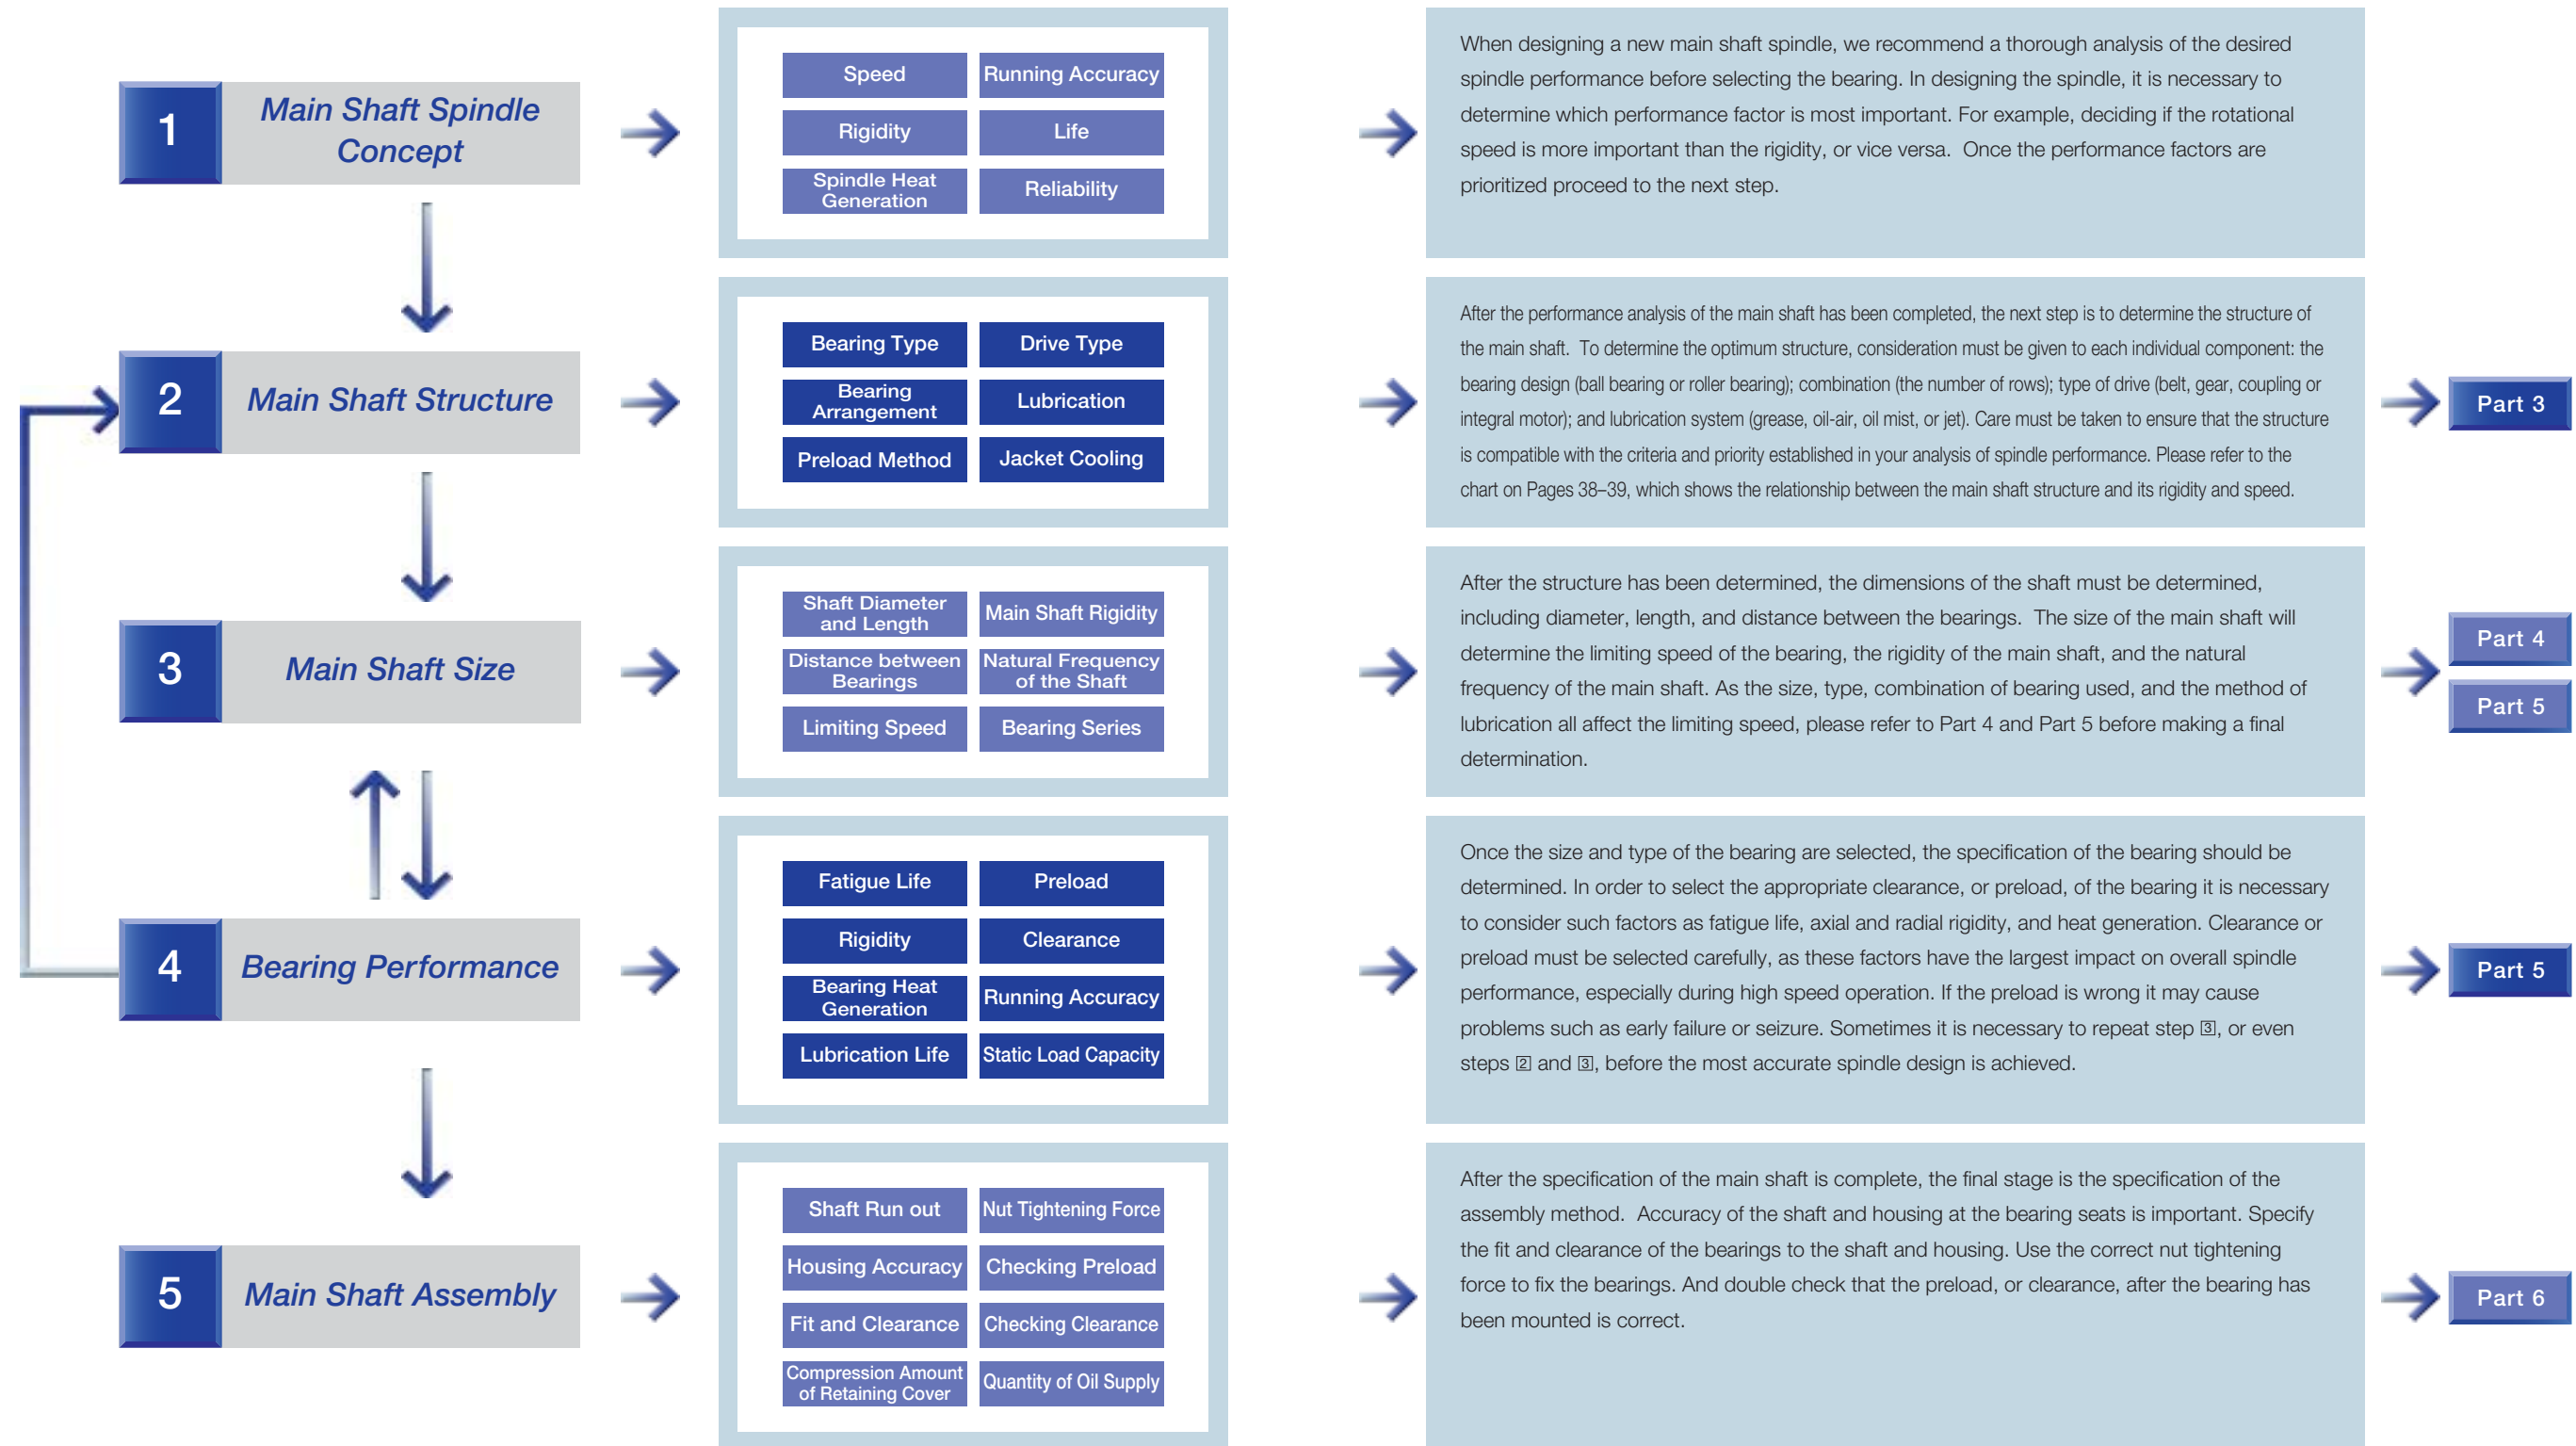 1
Main Shaft Spindle
Concept
Speed
Running Accuracy
Rigidity
Life
Spindle Heat
Generation
Reliability
When designing a new main shaft spindle, we recommend a thorough analysis of the desired
spindle performance before selecting the bearing. In designing the spindle, it is necessary to
determine which performance factor is most important. For example, deciding if the rotational
speed is more important than the rigidity, or vice versa. Once the performance factors are
prioritized proceed to the next step.
2
Main Shaft Structure
Bearing Type
Drive Type
Bearing
Arrangement
Lubrication
Preload Method
Jacket Cooling
After the performance analysis of the main shaft has been completed, the next step is to determine the structure of
the main shaft. To determine the optimum structure, consideration must be given to each individual component: the
bearing design (ball bearing or roller bearing); combination (the number of rows); type of drive (belt, gear, coupling or
integral motor); and lubrication system (grease, oil-air, oil mist, or jet). Care must be taken to ensure that the structure
is compatible with the criteria and priority established in your analysis of spindle performance. Please refer to the
chart on Pages 38–39, which shows the relationship between the main shaft structure and its rigidity and speed.
Part 3
3
Main Shaft Size
Shaft Diameter
and Length
Main Shaft Rigidity
Distance between
Bearings
Natural Frequency
of the Shaft
Limiting Speed
Bearing Series
After the structure has been determined, the dimensions of the shaft must be determined,
including diameter, length, and distance between the bearings. The size of the main shaft will
determine the limiting speed of the bearing, the rigidity of the main shaft, and the natural
frequency of the main shaft. As the size, type, combination of bearing used, and the method of
lubrication all affect the limiting speed, please refer to Part 4 and Part 5 before making a final
determination.
Part 4
Part 5
4
Bearing Performance
Fatigue Life
Preload
Rigidity
Clearance
Bearing Heat
Generation
Running Accuracy
Lubrication Life
Static Load Capacity
Once the size and type of the bearing are selected, the specification of the bearing should be
determined. In order to select the appropriate clearance, or preload, of the bearing it is necessary
to consider such factors as fatigue life, axial and radial rigidity, and heat generation. Clearance or
preload must be selected carefully, as these factors have the largest impact on overall spindle
performance, especially during high speed operation. If the preload is wrong it may cause
problems such as early failure or seizure. Sometimes it is necessary to repeat step 3, or even
steps 2 and 3, before the most accurate spindle design is achieved.
Part 5
5
Main Shaft Assembly
Shaft Run out
Nut Tightening Force
Housing Accuracy
Checking Preload
Fit and Clearance
Checking Clearance
Compression Amount
of Retaining Cover
Quantity of Oil Supply
After the specification of the main shaft is complete, the final stage is the specification of the
assembly method. Accuracy of the shaft and housing at the bearing seats is important. Specify
the fit and clearance of the bearings to the shaft and housing. Use the correct nut tightening
force to fix the bearings. And double check that the preload, or clearance, after the bearing has
been mounted is correct.
Part 6